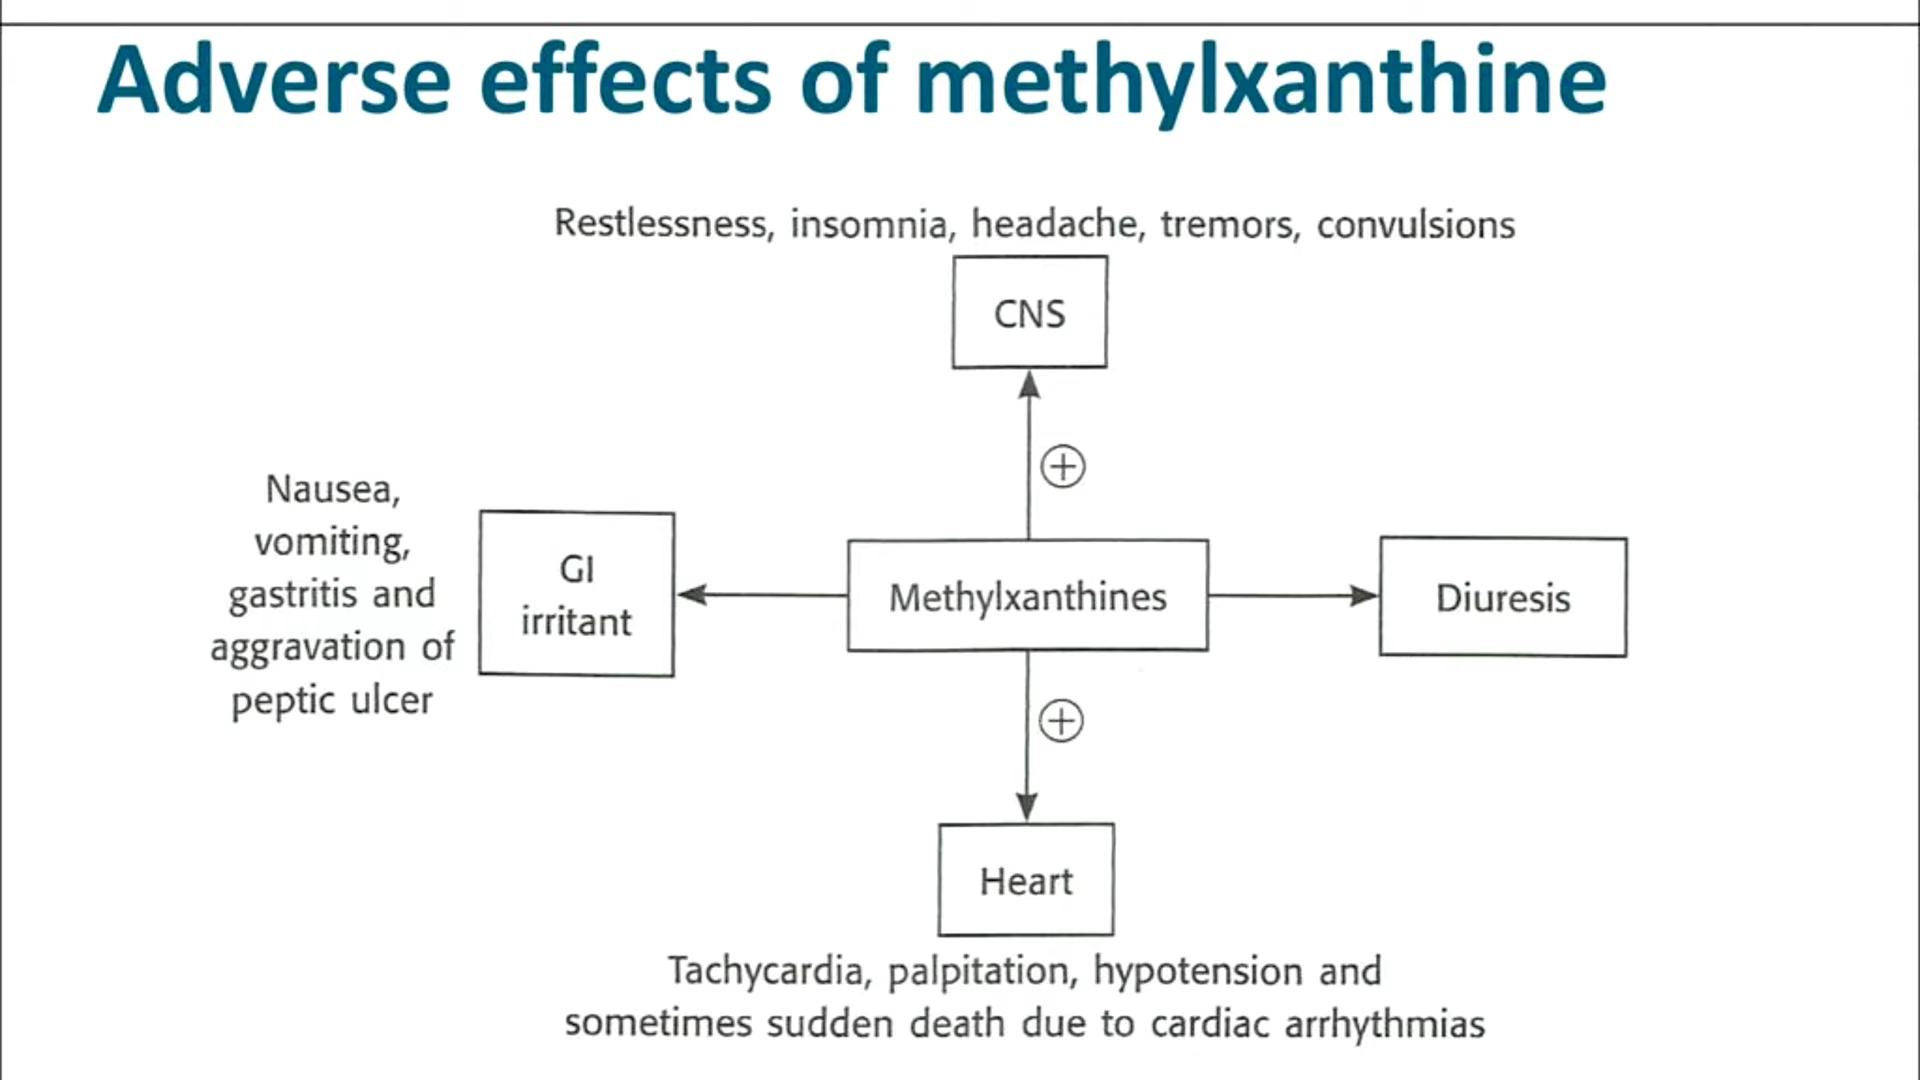 Adverse effects of methylxanthine
Restlessness, insomnia, headache, tremors, convulsions
CNS
+
Nausea,
vomiting,
gastritis and
aggravation of
peptic ulcer
GI
irritant
Methylxanthines
Diuresis
+
Heart
Tachycardia, palpitation, hypotension and
sometimes sudden death due to cardiac arrhythmias